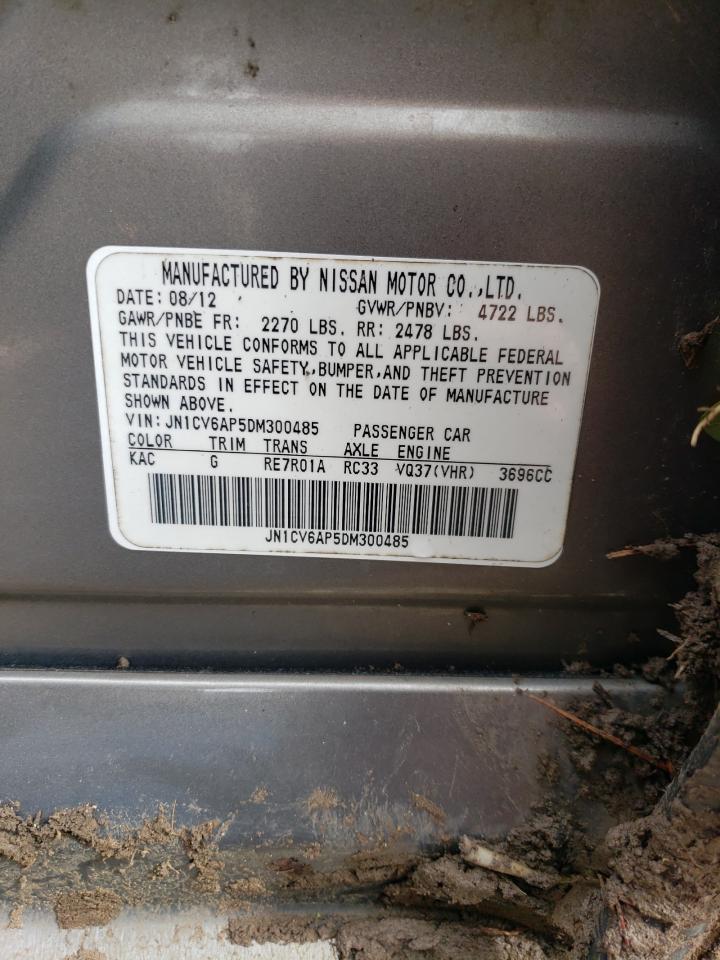 MANUFACTURED BY NISSAN MOTOR CO.,LTD.
DATE: 08/12 GVWR/PNBV: 4722 LBS.
GAWR/PNBE FR: 2270 LBS. RR: 2478 LBS.
THIS VEHICLE CONFORMS TO ALL APPLICABLE FEDERAL
MOTOR VEHICLE SAFETY,BUMPER,AND THEFT PREVENTION
STANDARDS IN EFFECT ON THE DATE OF MANUFACTURE
SHOWN ABOVE.
VIN: JN1CV6AP5DM300485 PASSENGER CAR
COLOR TRIM TRANS AXLE ENGINE
KAC G RE7R01A RC33 VQ37(VHR) 3696CC
JN1CV6AP5DM300485